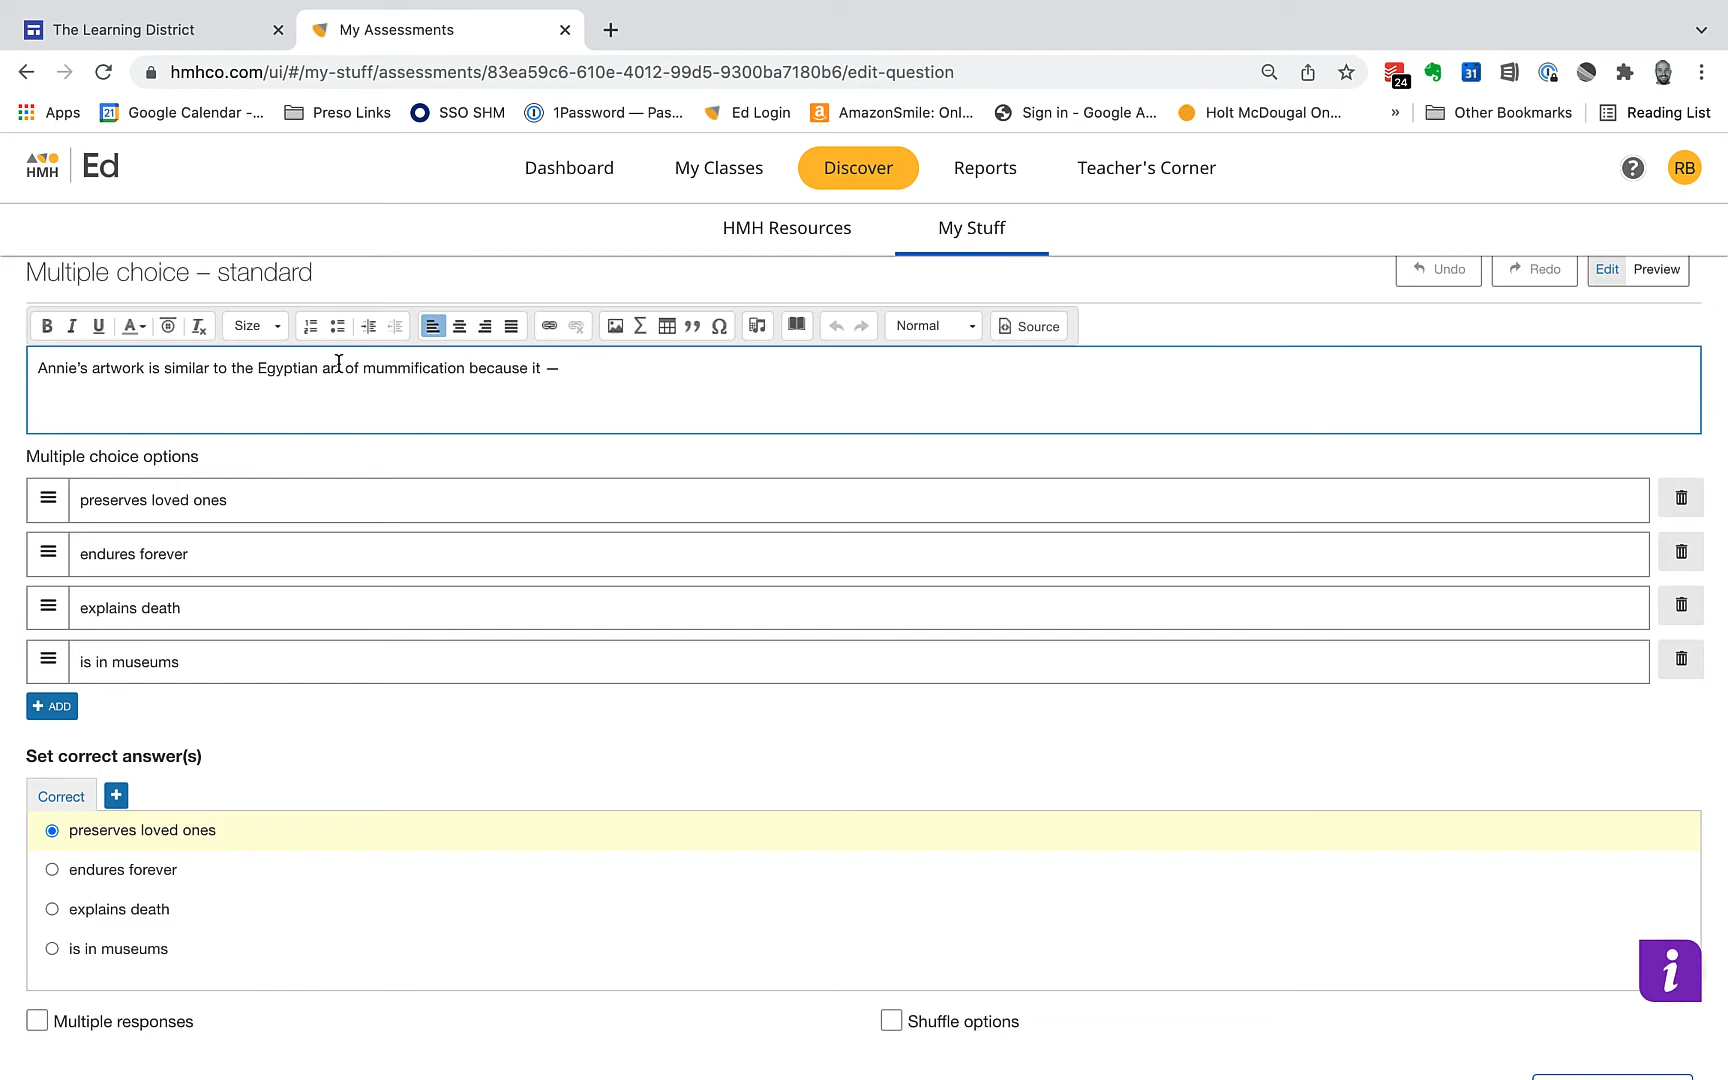 The Learning District
My Assessments
hmhco.com/ui/#/my-stuff/assessments/83ea59c6-610e-4012-99d5-9300ba7180b6/edit-question
24
31
Apps
21
Google Calendar -...
Preso Links
SSO SHM
1Password — Pas...
Ed Login
AmazonSmile: Onl...
Sign in - Google A...
Holt McDougal On...
»
Other Bookmarks
Reading List
HMH
Ed
Dashboard
My Classes
Discover
Reports
Teacher's Corner
?
RB
HMH Resources
My Stuff
Multiple choice – standard
Undo
Redo
Edit
Preview
B I U A Ix Size Σ Ω Normal Source
Annie's artwork is similar to the Egyptian art of mummification because it —
Multiple choice options
preserves loved ones
endures forever
explains death
is in museums
+ ADD
Set correct answer(s)
Correct
+
preserves loved ones
endures forever
explains death
is in museums
i
Multiple responses
Shuffle options